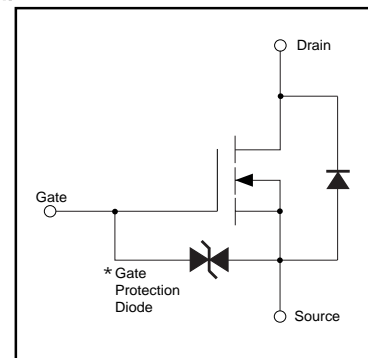 Drain
Gate
* Gate
Protection
Diode
Source